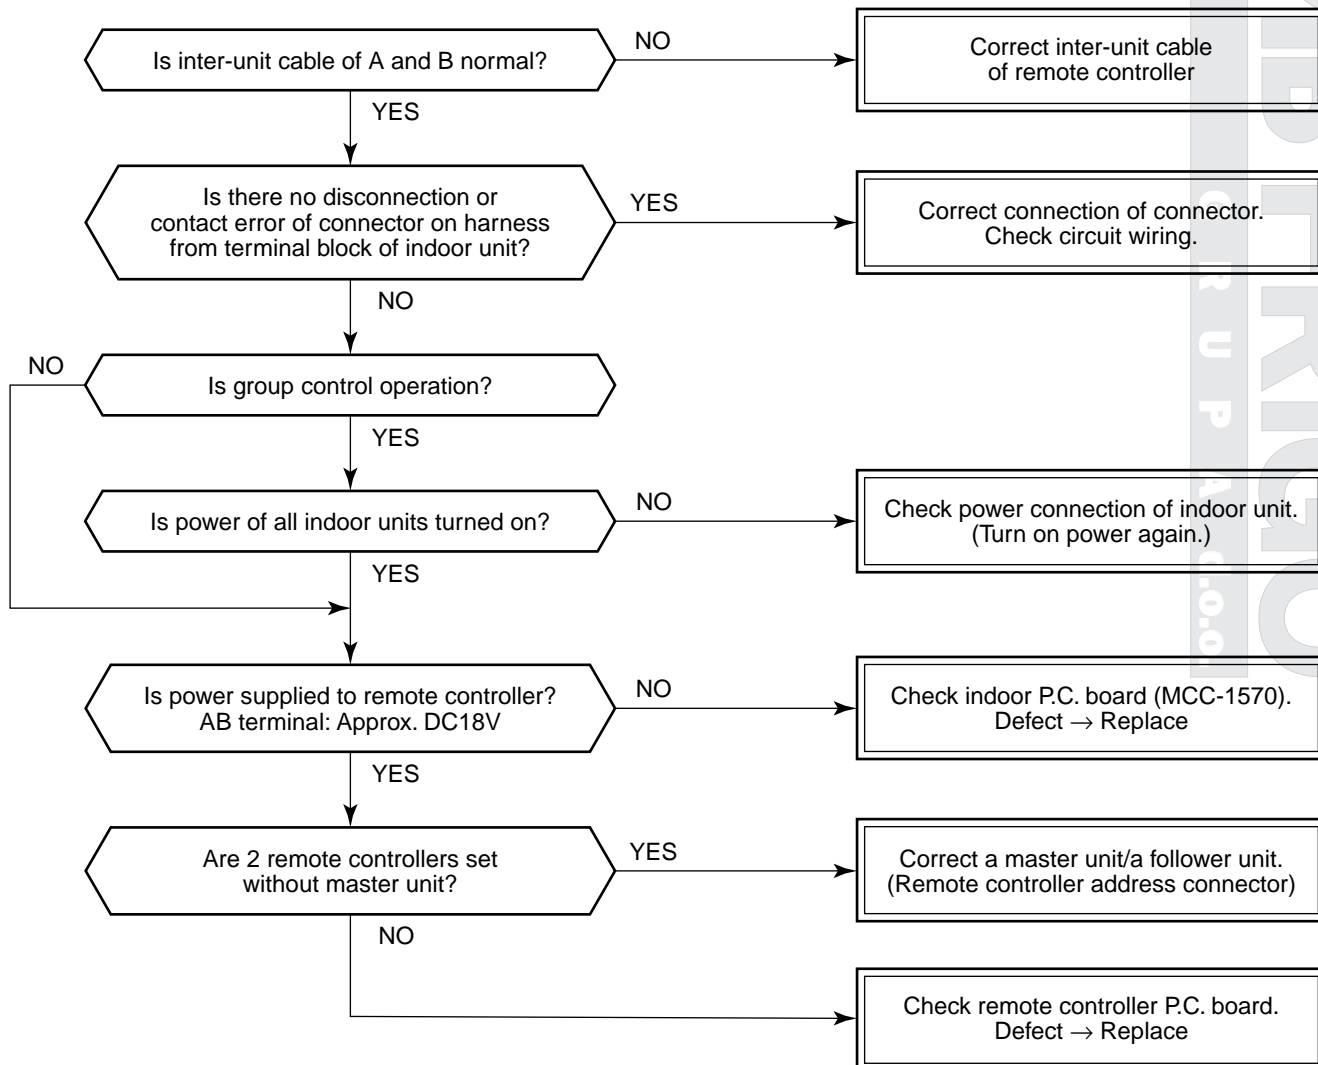 Is inter-unit cable of A and B normal?
NO
Correct inter-unit cable
of remote controller
YES
Is there no disconnection or
contact error of connector on harness
from terminal block of indoor unit?
YES
Correct connection of connector.
Check circuit wiring.
NO
NO
Is group control operation?
YES
Is power of all indoor units turned on?
NO
Check power connection of indoor unit.
(Turn on power again.)
YES
Is power supplied to remote controller?
AB terminal: Approx. DC18V
NO
Check indoor P.C. board (MCC-1570).
Defect → Replace
YES
Are 2 remote controllers set
without master unit?
YES
Correct a master unit/a follower unit.
(Remote controller address connector)
NO
Check remote controller P.C. board.
Defect → Replace
G R U P A d.o.o.